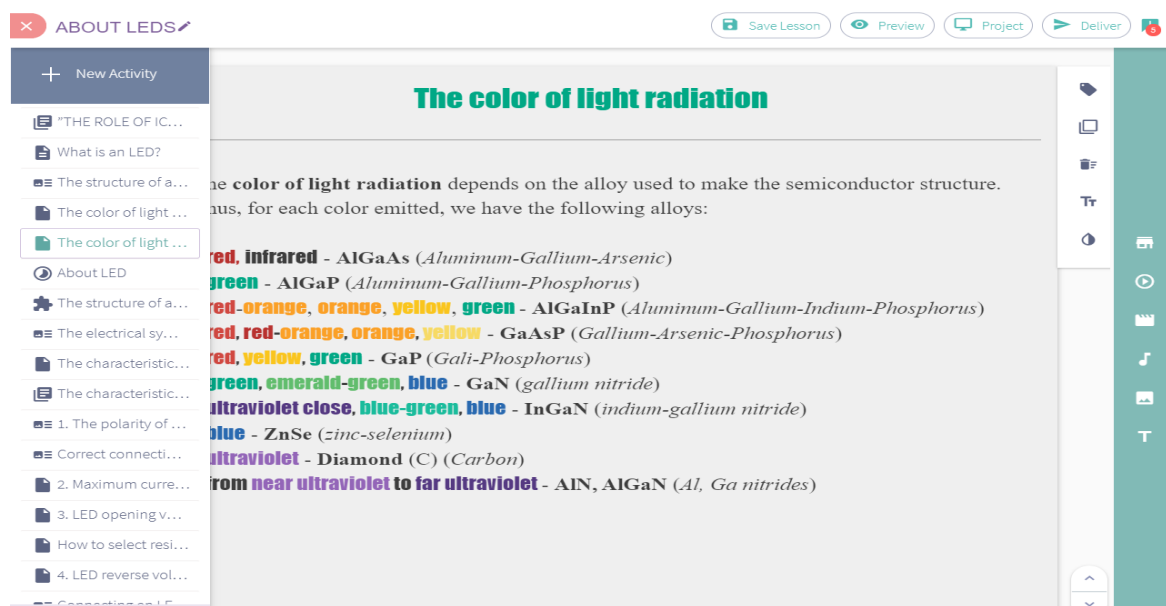 ABOUT LEDS
Save Lesson
Preview
Project
Deliver
5
New Activity
"THE ROLE OF IC...
What is an LED?
The structure of a...
The color of light ...
The color of light ...
About LED
The structure of a...
The electrical sy...
The characteristic...
The characteristic...
1. The polarity of ...
Correct connecti...
2. Maximum curre...
3. LED opening v...
How to select resi...
4. LED reverse vol...
The color of light radiation
he color of light radiation depends on the alloy used to make the semiconductor structure.
hus, for each color emitted, we have the following alloys:
red, infrared - AlGaAs (Aluminum-Gallium-Arsenic)
green - AlGaP (Aluminum-Gallium-Phosphorus)
red-orange, orange, yellow, green - AlGaInP (Aluminum-Gallium-Indium-Phosphorus)
red, red-orange, orange, yellow - GaAsP (Gallium-Arsenic-Phosphorus)
red, yellow, green - GaP (Gali-Phosphorus)
green, emerald-green, blue - GaN (gallium nitride)
ultraviolet close, blue-green, blue - InGaN (indium-gallium nitride)
blue - ZnSe (zinc-selenium)
ultraviolet - Diamond (C) (Carbon)
from near ultraviolet to far ultraviolet - AlN, AlGaN (Al, Ga nitrides)